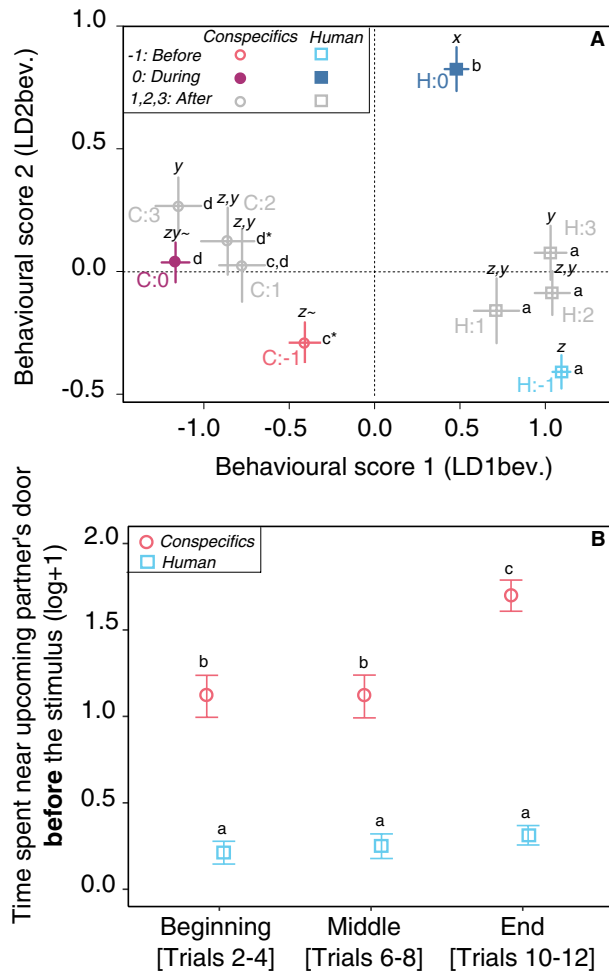 A
Conspecifics Human
-1: Before
0: During
1,2,3: After
Behavioural score 2 (LD2bev.)
1.0
0.5
0.0
-0.5
x
b
H:0
y
d
C:3
z,y
C:2
d*
z,y
c,d
C:1
zy~
d
C:0
z~
c*
C:-1
y
H:3
a
z,y
a
H:2
z,y
a
H:1
z
a
H:-1
-1.0 -0.5 0.0 0.5 1.0
Behavioural score 1 (LD1bev.)
B
Conspecifics
Human
Time spent near upcoming partner's door
before the stimulus (log+1)
2.0
1.5
1.0
0.5
0.0
b
b
c
a
a
a
Beginning Middle End
[Trials 2-4] [Trials 6-8] [Trials 10-12]